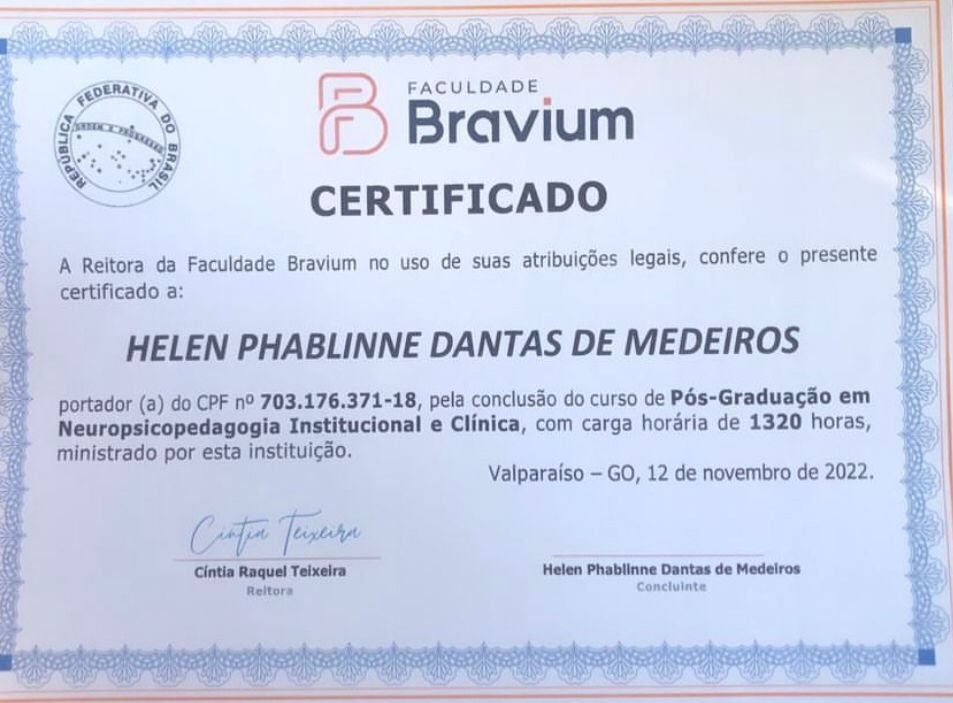 REPÚBLICA FEDERATIVA DO BRASIL
ORDEM E PROGRESSO
FACULDADE
Bravium
CERTIFICADO
A Reitora da Faculdade Bravium no uso de suas atribuições legais, confere o presente
certificado a:
HELEN PHABLINNE DANTAS DE MEDEIROS
portador (a) do CPF nº 703.176.371-18, pela conclusão do curso de Pós-Graduação em
Neuropsicopedagogia Institucional e Clínica, com carga horária de 1320 horas,
ministrado por esta instituição.
Valparaíso – GO, 12 de novembro de 2022.
Cíntia Teixeira
Cíntia Raquel Teixeira
Reitora
Helen Phablinne Dantas de Medeiros
Concluinte